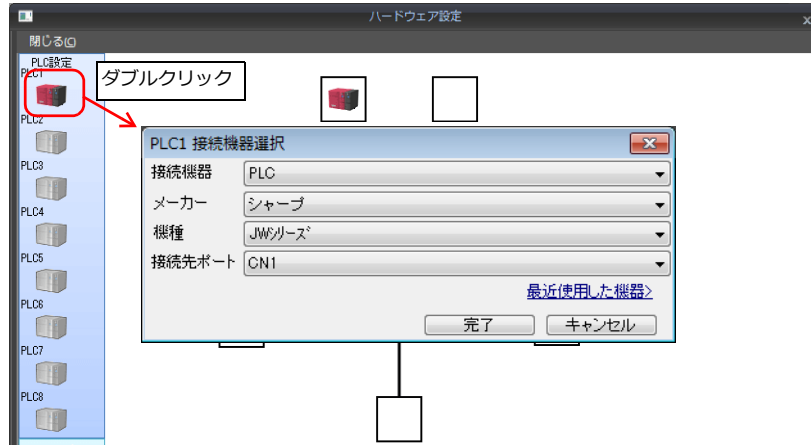 ハードウェア設定
x
閉じる(C)
PLC設定
PLC1
ダブルクリック
PLC2
PLC3
PLC4
PLC5
PLC6
PLC7
PLC8
PLC1 接続機器選択
接続機器 PLC
メーカー シャープ
機種 JWシリーズ
接続先ポート CN1
最近使用した機器>
完了 キャンセル